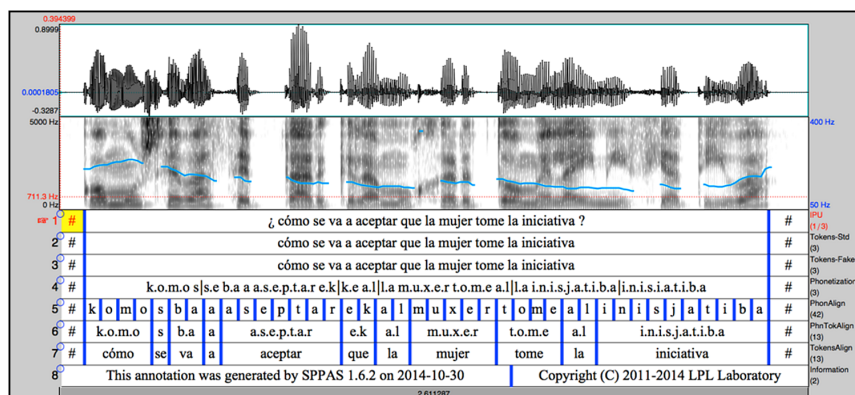 0.394399
0.8999
0.0001805
-0.3287
5000 Hz 400 Hz
711.3 Hz
0 Hz 50 Hz
1 # ¿ cómo se va a aceptar que la mujer tome la iniciativa ? # IPU (1/3)
2 # cómo se va a aceptar que la mujer tome la iniciativa # Tokens-Std (3)
3 # cómo se va a aceptar que la mujer tome la iniciativa # Tokens-Fake (3)
4 # k.o.m.o s|s.e b.a a a.s.e.p.t.a.r e.k|k.e a.l|l.a m.u.x.e.r t.o.m.e a.l|l.a i.n.i.s.j.a.t.i.b.a|i.n.i.s.i.a.t.i.b.a # Phonetization (3)
5 # k o m o s b a a a s e p t a r e k a l m u x e r t o m e a l i n i s j a t i b a # PhonAlign (42)
6 # k.o.m.o s b.a a a.s.e.p.t.a.r e.k a.l m.u.x.e.r t.o.m.e a.l i.n.i.s.j.a.t.i.b.a # PhnTokAlign (13)
7 # cómo se va a aceptar que la mujer tome la iniciativa # TokensAlign (13)
8 This annotation was generated by SPPAS 1.6.2 on 2014-10-30 Copyright (C) 2011-2014 LPL Laboratory Information (2)
2.611287